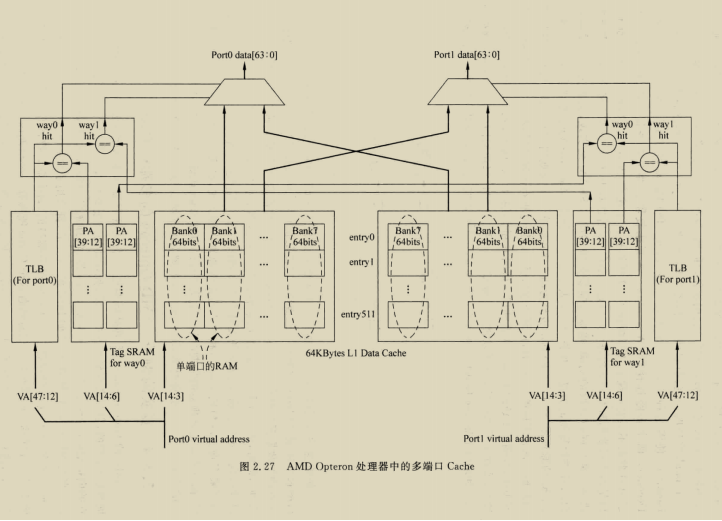 Port0 data[63:0]
Port1 data[63:0]
way0 hit
way1 hit
way0 hit
way1 hit
==
==
==
==
TLB
(For port0)
PA
[39:12]
PA
[39:12]
⋮
⋮
Tag SRAM
for way0
Bank0
64bits
Bank1
64bits
...
Bank7
64bits
...
⋮
...
entry0
entry1
entry511
Bank7
64bits
...
Bank1
64bits
Bank0
64bits
...
⋮
...
PA
[39:12]
PA
[39:12]
⋮
⋮
Tag SRAM
for way1
TLB
(For port1)
单端口的RAM
64KBytes L1 Data Cache
VA[47:12]
VA[14:6]
VA[14:3]
VA[14:3]
VA[14:6]
VA[47:12]
Port0 virtual address
Port1 virtual address
图 2.27 AMD Opteron 处理器中的多端口 Cache